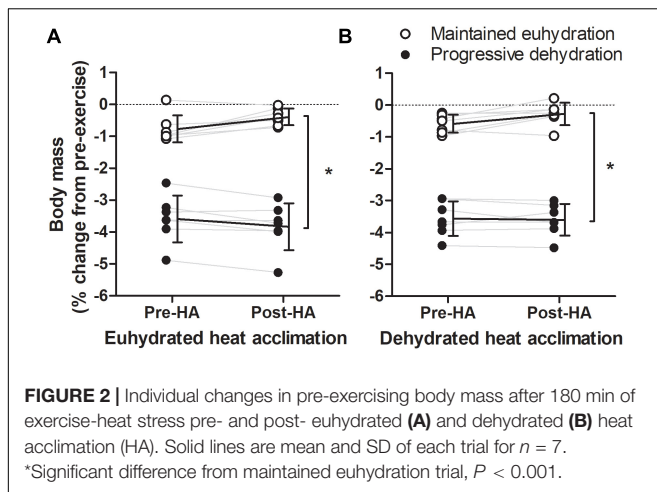 A
B
Maintained euhydration
Progressive dehydration
Body mass
(% change from pre-exercise)
1
0
-1
-2
-3
-4
-5
-6
*
Pre-HA Post-HA
Euhydrated heat acclimation
1
0
-1
-2
-3
-4
-5
-6
*
Pre-HA Post-HA
Dehydrated heat acclimation
FIGURE 2 | Individual changes in pre-exercising body mass after 180 min of
exercise-heat stress pre- and post- euhydrated (A) and dehydrated (B) heat
acclimation (HA). Solid lines are mean and SD of each trial for n = 7.
*Significant difference from maintained euhydration trial, P < 0.001.